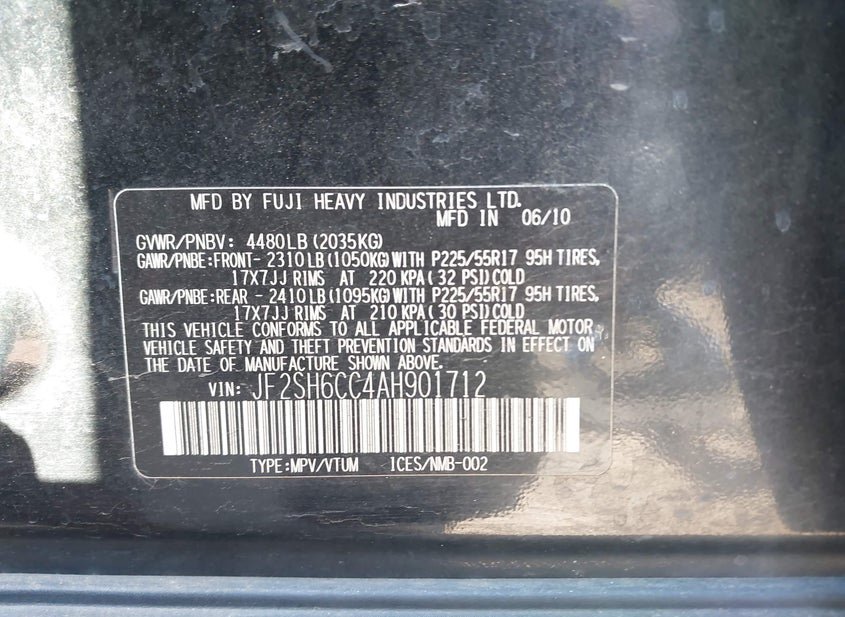 MFD BY FUJI HEAVY INDUSTRIES LTD.
MFD IN 06/10
GVWR/PNBV: 4480LB(2035KG)
GAWR/PNBE:FRONT- 2310LB(1050KG)WITH P225/55R17 95H TIRES,
17X7JJ RIMS AT 220 KPA(32 PSI)COLD
GAWR/PNBE:REAR - 2410LB(1095KG)WITH P225/55R17 95H TIRES,
17X7JJ RIMS AT 210 KPA(30 PSI)COLD
THIS VEHICLE CONFORMS TO ALL APPLICABLE FEDERAL MOTOR
VEHICLE SAFETY AND THEFT PREVENTION STANDARDS IN EFFECT ON
THE DATE OF MANUFACTURE SHOWN ABOVE.
VIN: JF2SH6CC4AH901712
TYPE:MPV/VTUM ICES/NMB-002